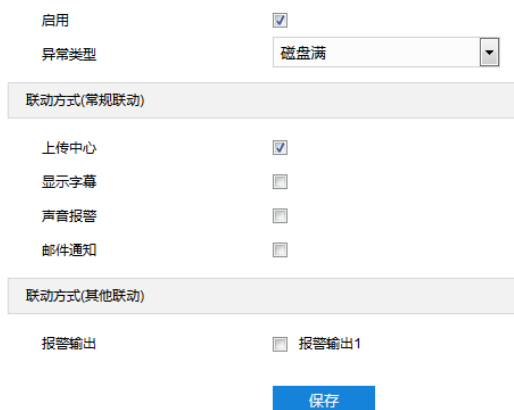 启用
异常类型 磁盘满
联动方式(常规联动)
上传中心
显示字幕
声音报警
邮件通知
联动方式(其他联动)
报警输出 报警输出1
保存